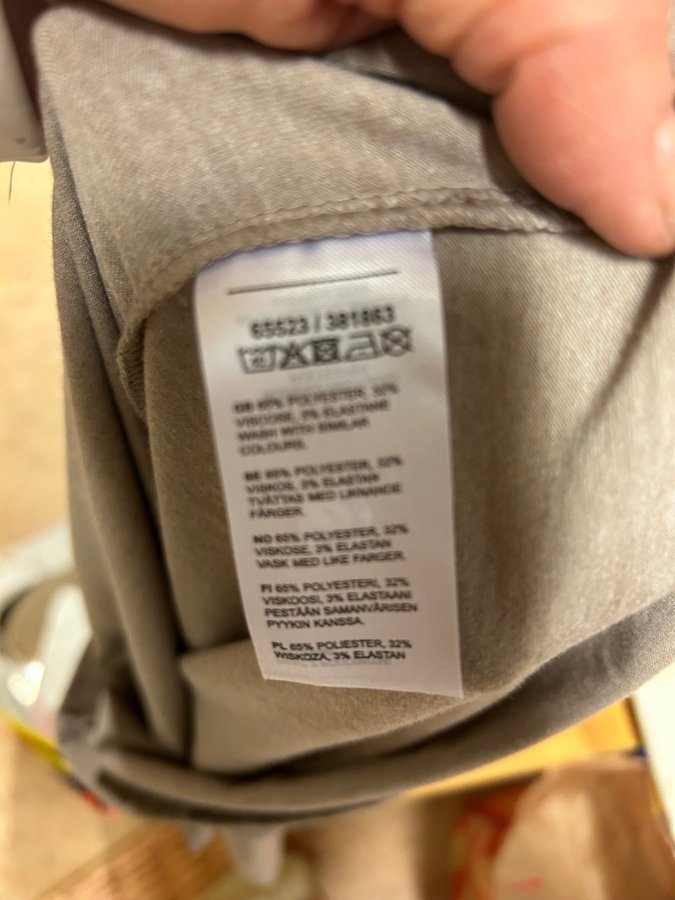 65523 / 381863
GB 65% POLYESTER, 32%
VISCOSE, 3% ELASTANE
WASH WITH SIMILAR
COLOURS.
SE 65% POLYESTER, 32%
VISKOS, 3% ELASTAN
TVÄTTAS MED LIKNANDE
FÄRGER.
NO 65% POLYESTER, 32%
VISKOSE, 3% ELASTAN
VASK MED LIKE FARGER.
FI 65% POLYESTERI, 32%
VISKOOSI, 3% ELASTAANI
PESTÄÄN SAMANVÄRISEN
PYYKIN KANSSA.
PL 65% POLIESTER, 32%
WISKOZA, 3% ELASTAN